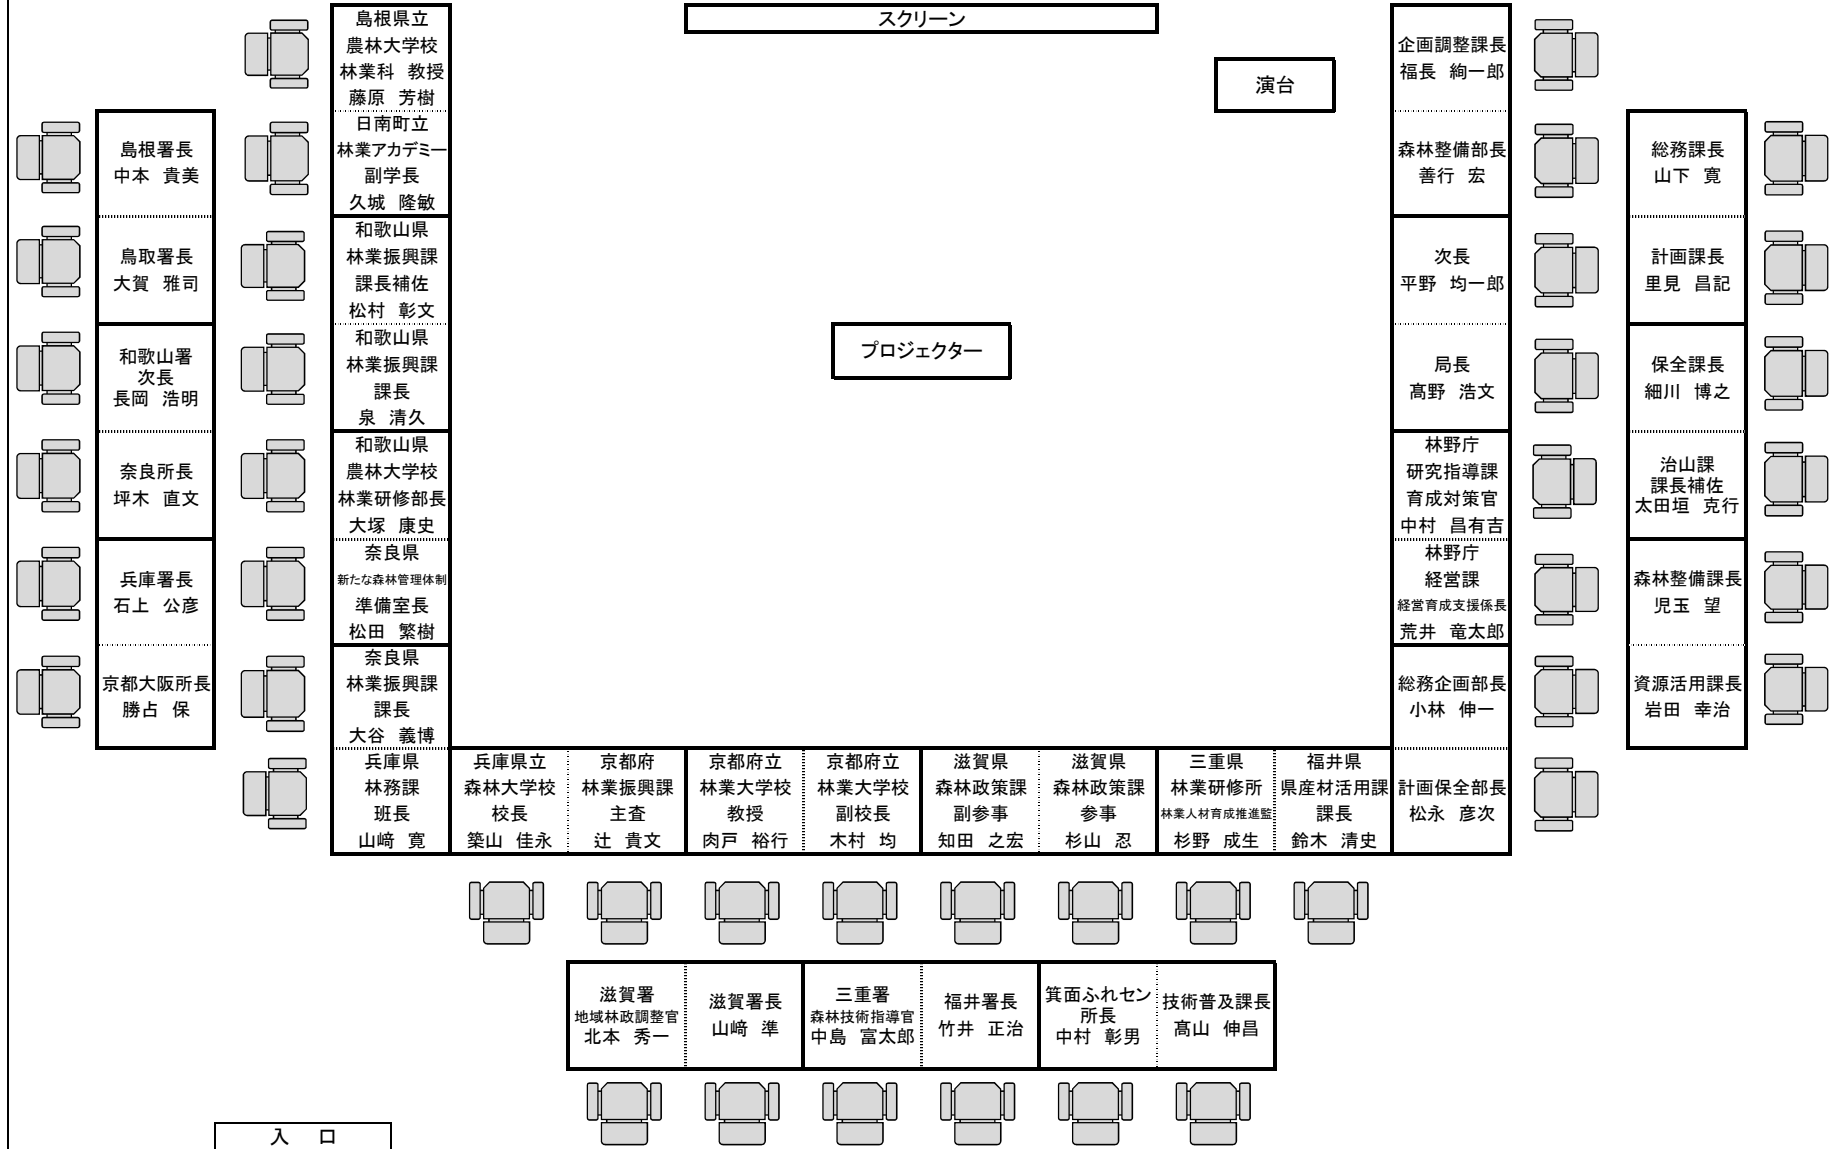 スクリーン
演台
プロジェクター
島根県立
農林大学校
林業科 教授
藤原 芳樹
日南町立
林業アカデミー
副学長
久城 隆敏
和歌山県
林業振興課
課長補佐
松村 彰文
和歌山県
林業振興課
課長
泉 清久
和歌山県
農林大学校
林業研修部長
大塚 康史
奈良県
新たな森林管理体制
準備室長
松田 繁樹
奈良県
林業振興課
課長
大谷 義博
兵庫県
林務課
班長
山﨑 寛
島根署長
中本 貴美
鳥取署長
大賀 雅司
和歌山署
次長
長岡 浩明
奈良所長
坪木 直文
兵庫署長
石上 公彦
京都大阪所長
勝占 保
兵庫県立
森林大学校
校長
築山 佳永
京都府
林業振興課
主査
辻 貴文
京都府立
林業大学校
教授
肉戸 裕行
京都府立
林業大学校
副校長
木村 均
滋賀県
森林政策課
副参事
知田 之宏
滋賀県
森林政策課
参事
杉山 忍
三重県
林業研修所
林業人材育成推進監
杉野 成生
福井県
県産材活用課
課長
鈴木 清史
企画調整課長
福長 絢一郎
森林整備部長
善行 宏
次長
平野 均一郎
局長
髙野 浩文
林野庁
研究指導課
育成対策官
中村 昌有吉
林野庁
経営課
経営育成支援係長
荒井 竜太郎
総務企画部長
小林 伸一
計画保全部長
松永 彦次
総務課長
山下 寛
計画課長
里見 昌記
保全課長
細川 博之
治山課
課長補佐
太田垣 克行
森林整備課長
児玉 望
資源活用課長
岩田 幸治
滋賀署
地域林政調整官
北本 秀一
滋賀署長
山﨑 準
三重署
森林技術指導官
中島 富太郎
福井署長
竹井 正治
箕面ふれセン
所長
中村 彰男
技術普及課長
髙山 伸昌
入 口